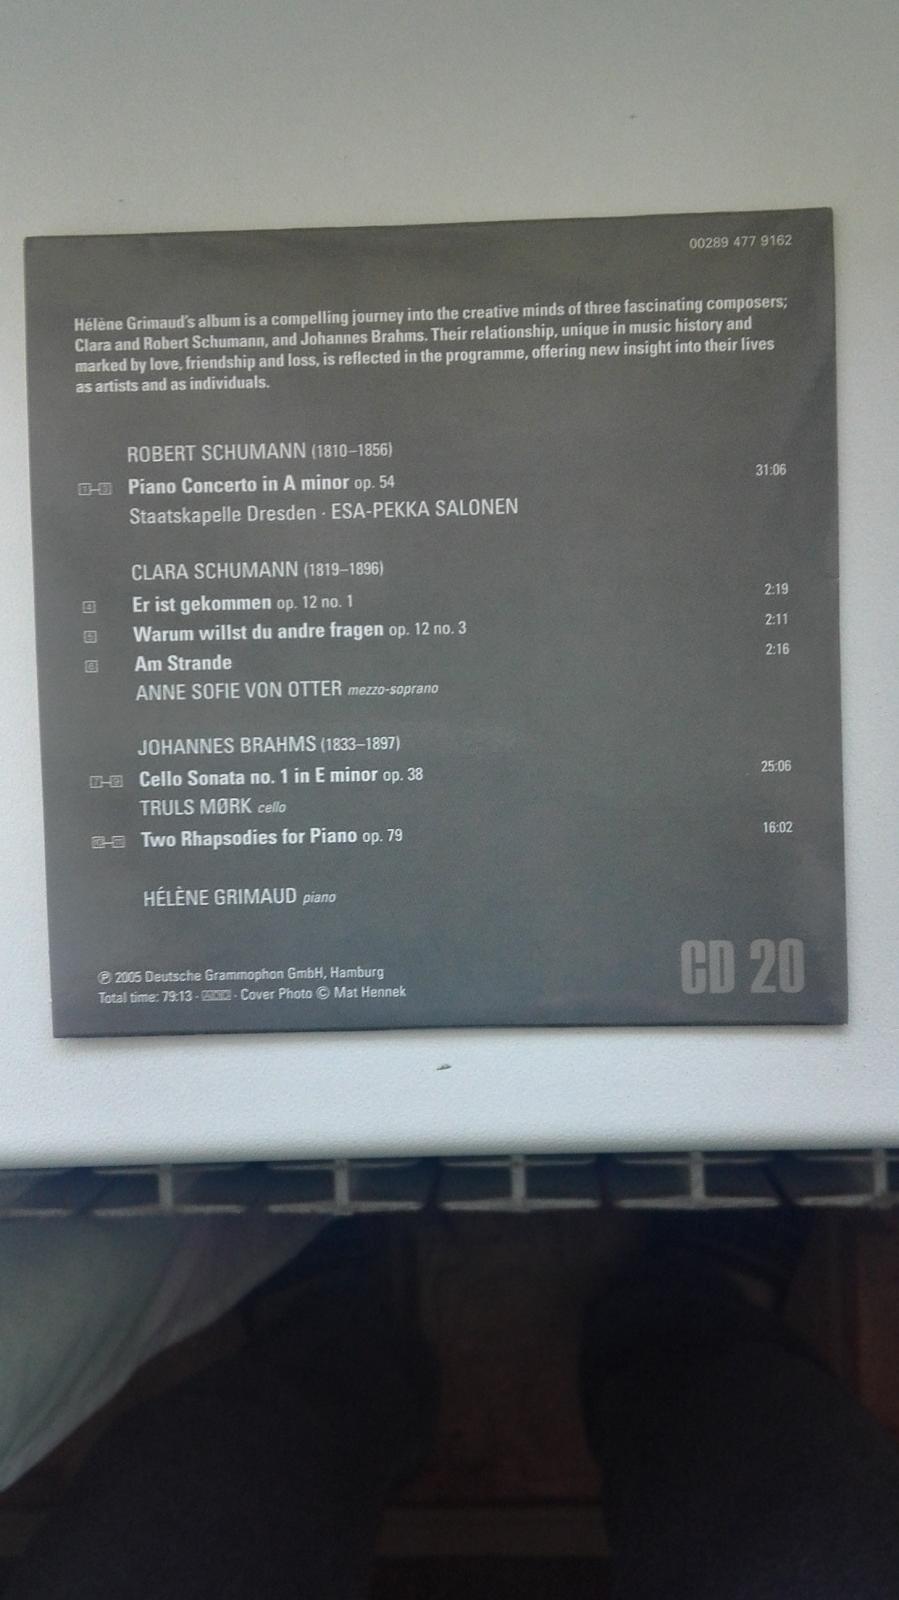 00289 477 9162
Hélène Grimaud's album is a compelling journey into the creative minds of three fascinating composers;
Clara and Robert Schumann, and Johannes Brahms. Their relationship, unique in music history and
marked by love, friendship and loss, is reflected in the programme, offering new insight into their lives
as artists and as individuals.
ROBERT SCHUMANN (1810–1856)
1–3 Piano Concerto in A minor op. 54 31:06
Staatskapelle Dresden · ESA-PEKKA SALONEN
CLARA SCHUMANN (1819–1896)
4 Er ist gekommen op. 12 no. 1 2:19
5 Warum willst du andre fragen op. 12 no. 3 2:11
6 Am Strande 2:16
ANNE SOFIE VON OTTER mezzo-soprano
JOHANNES BRAHMS (1833–1897)
7–9 Cello Sonata no. 1 in E minor op. 38 25:06
TRULS MØRK cello
Two Rhapsodies for Piano op. 79 16:02
HÉLÈNE GRIMAUD piano
℗ 2005 Deutsche Grammophon GmbH, Hamburg
Total time: 79:13 · · Cover Photo © Mat Hennek
CD 20